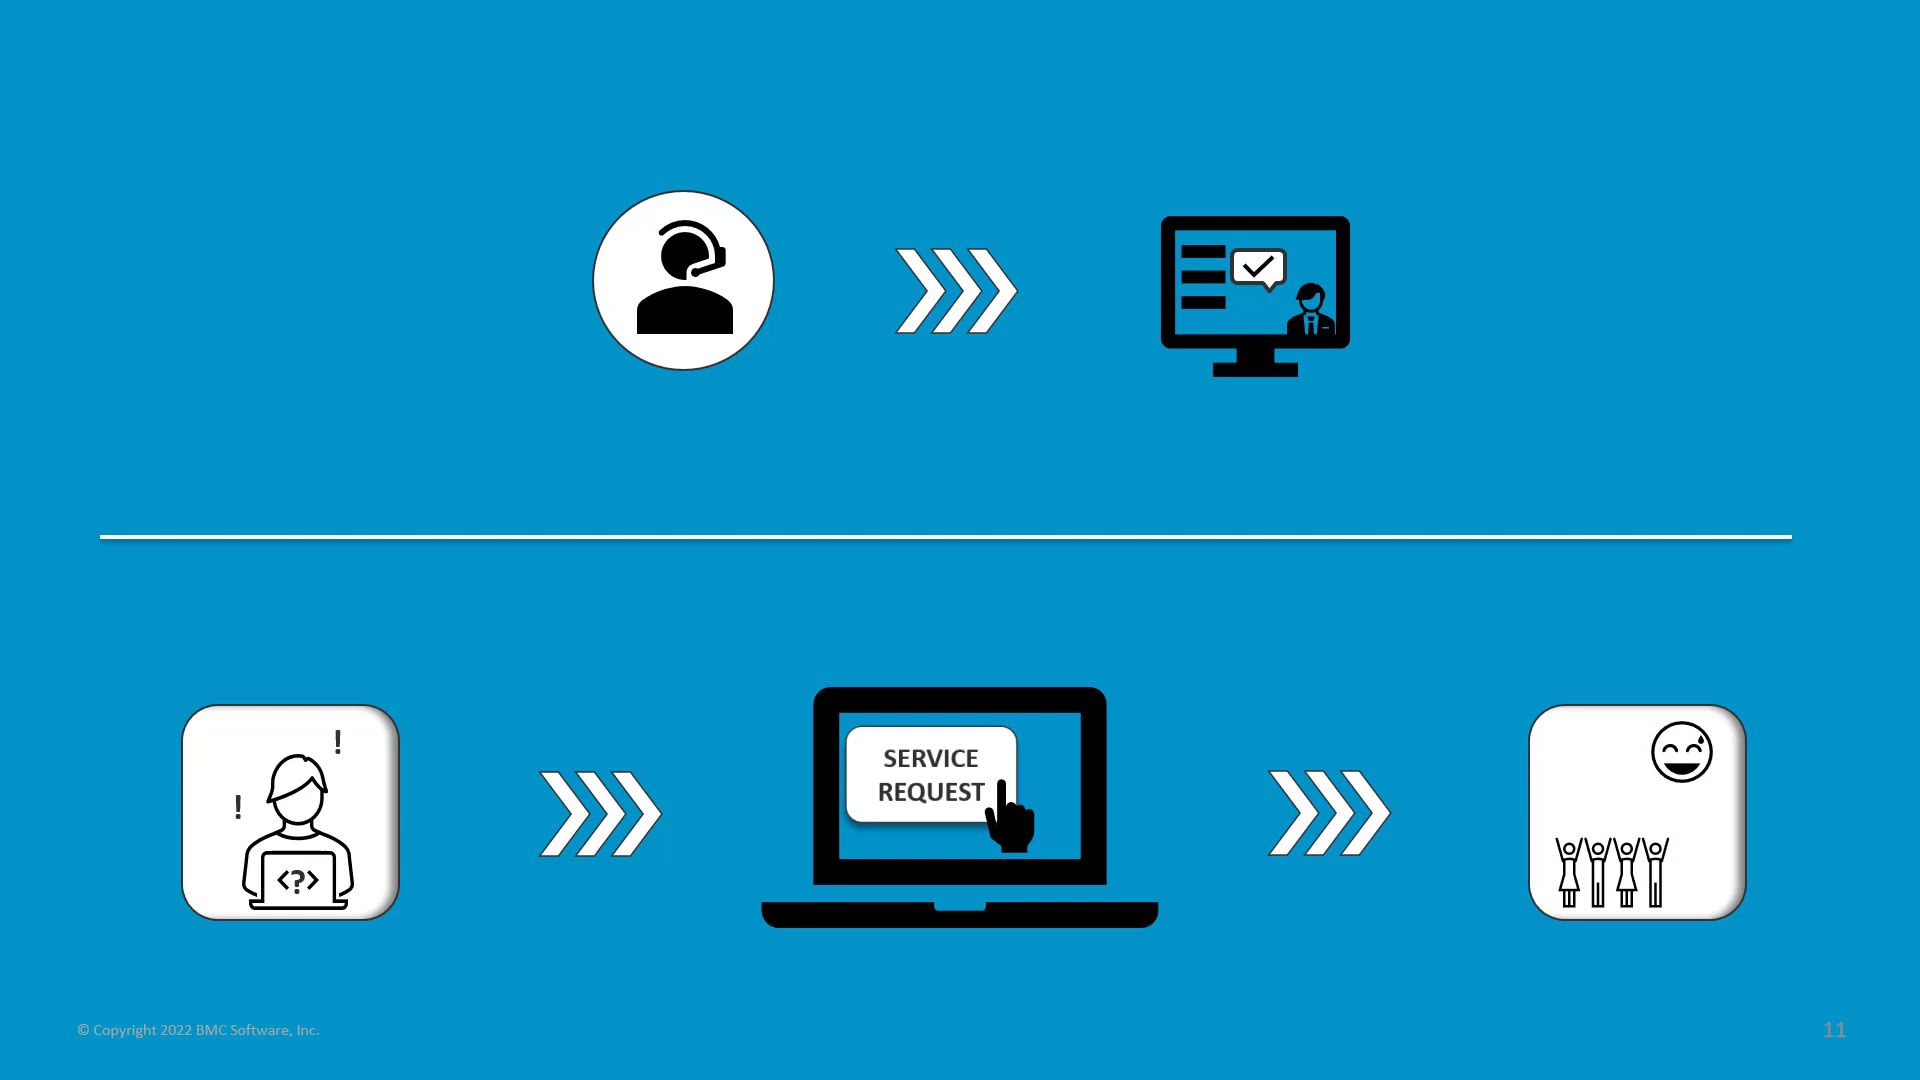 !
!
<?>
SERVICE
REQUEST
© Copyright 2022 BMC Software, Inc.
11